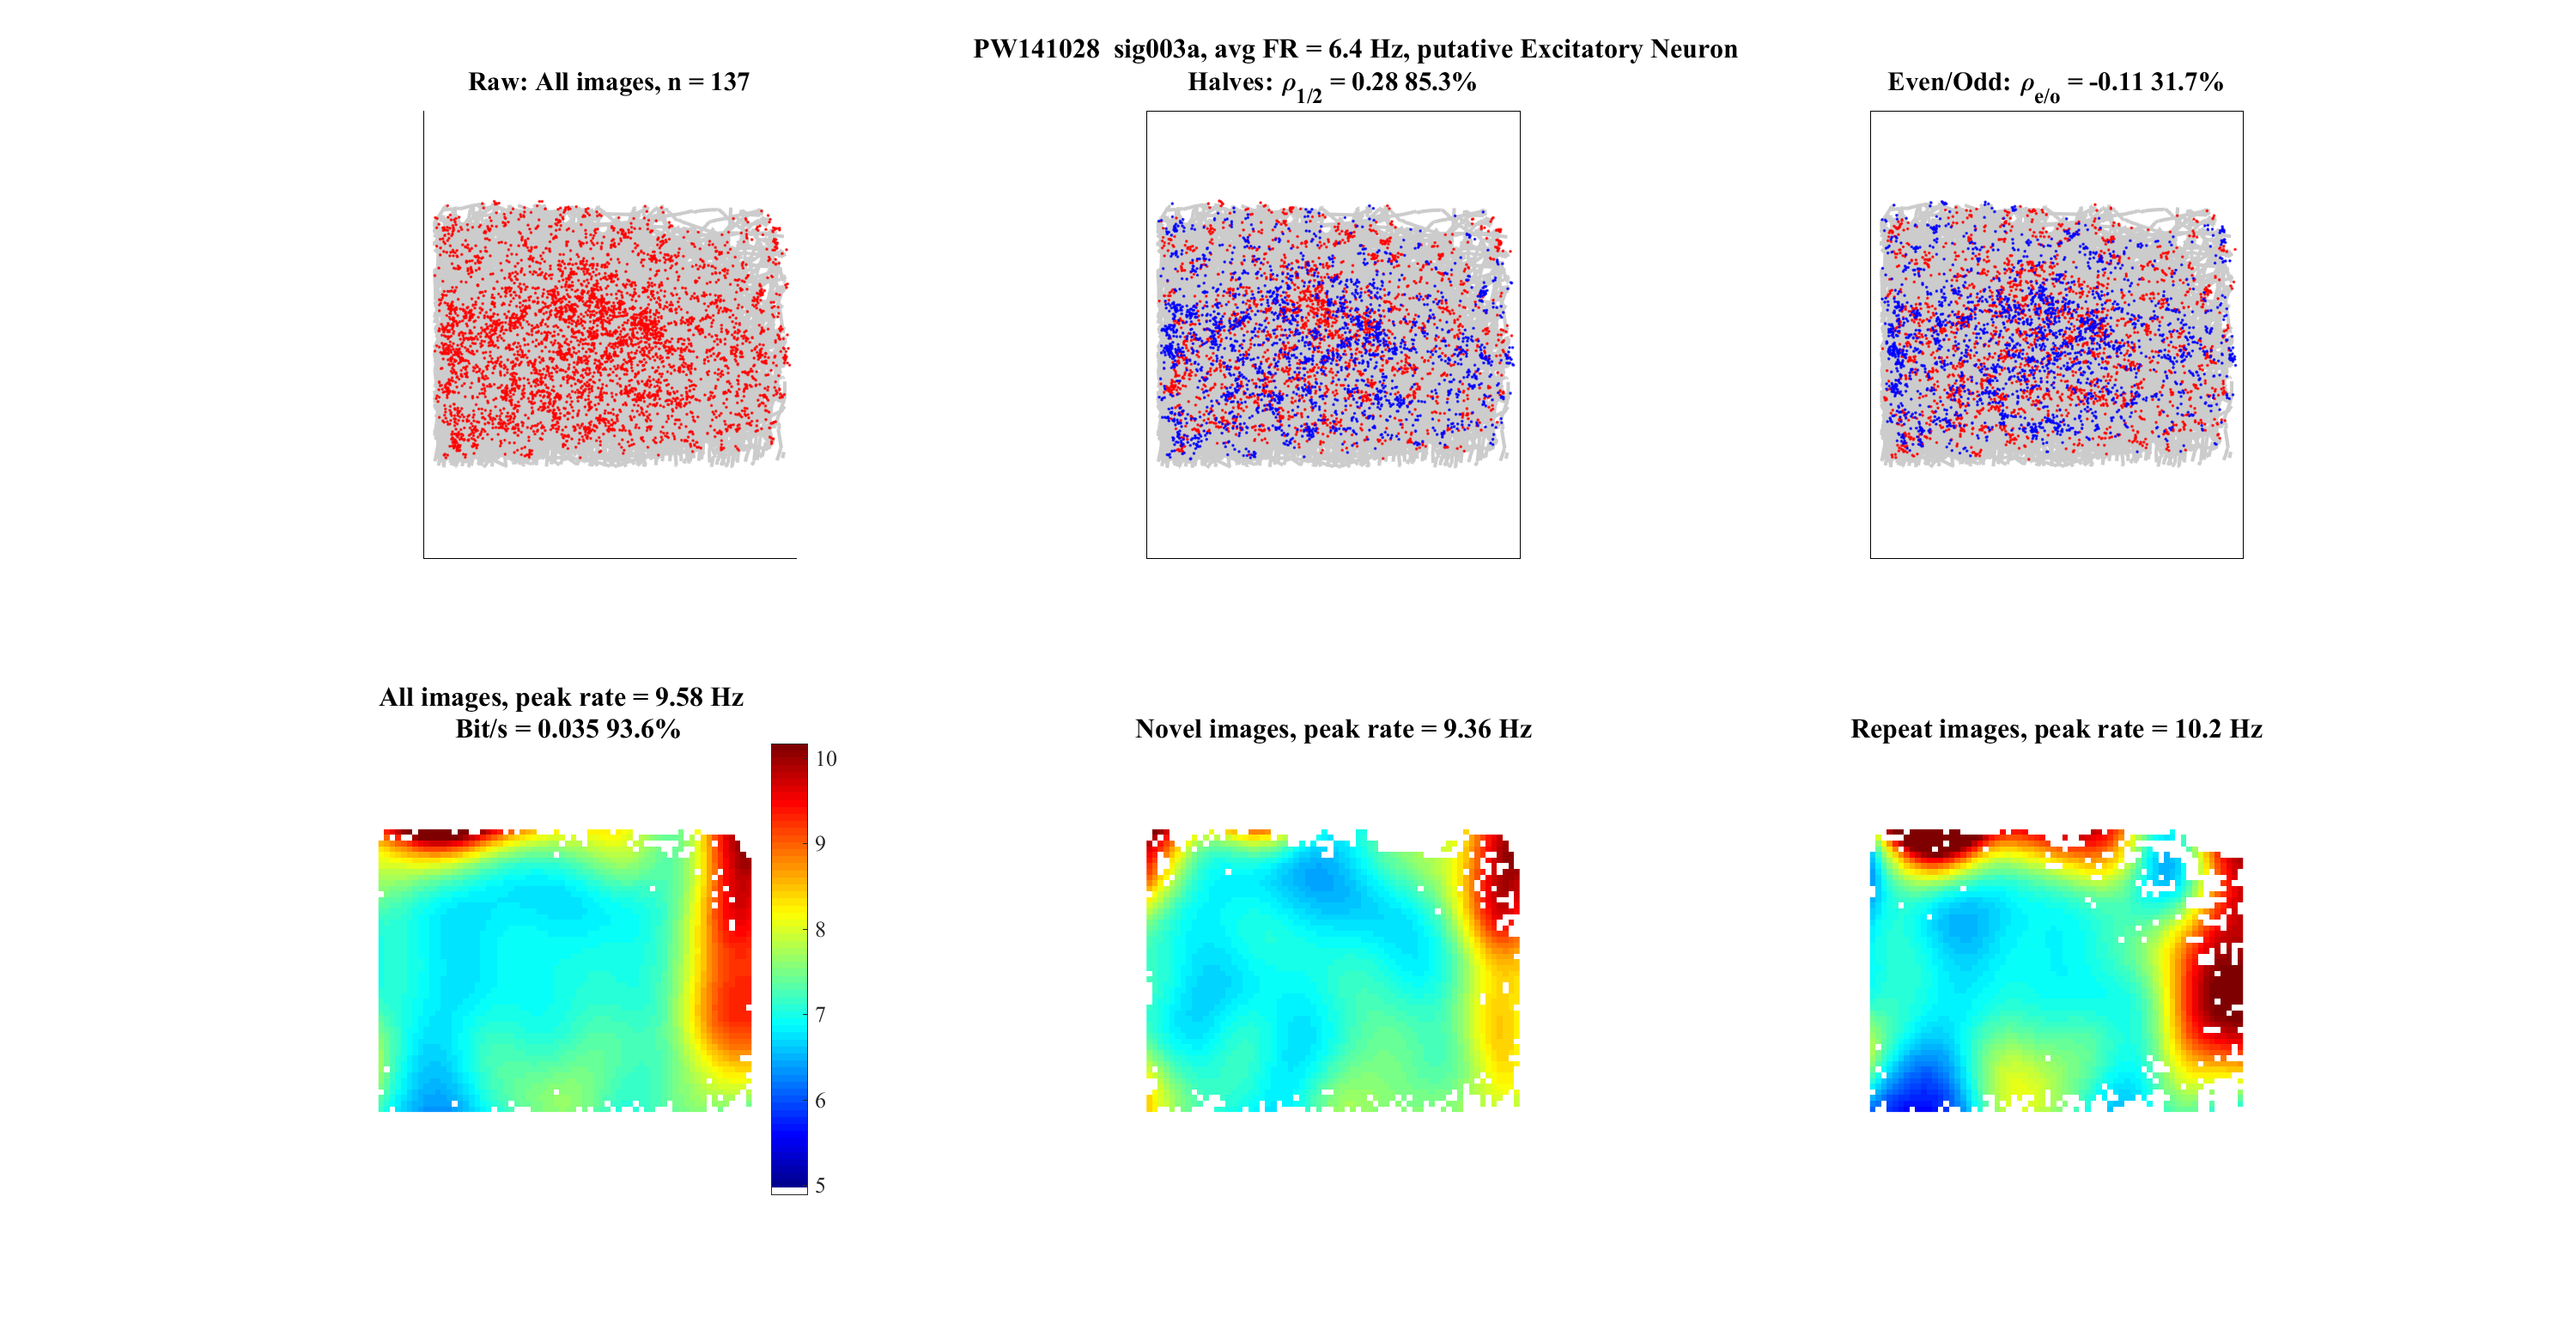 PW141028  sig003a, avg FR = 6.4 Hz, putative Excitatory Neuron
Raw: All images, n = 137
Halves: ρ1/2 = 0.28 85.3%
Even/Odd: ρe/o = -0.11 31.7%
All images, peak rate = 9.58 Hz
Bit/s = 0.035 93.6%
Novel images, peak rate = 9.36 Hz
Repeat images, peak rate = 10.2 Hz
10
9
8
7
6
5